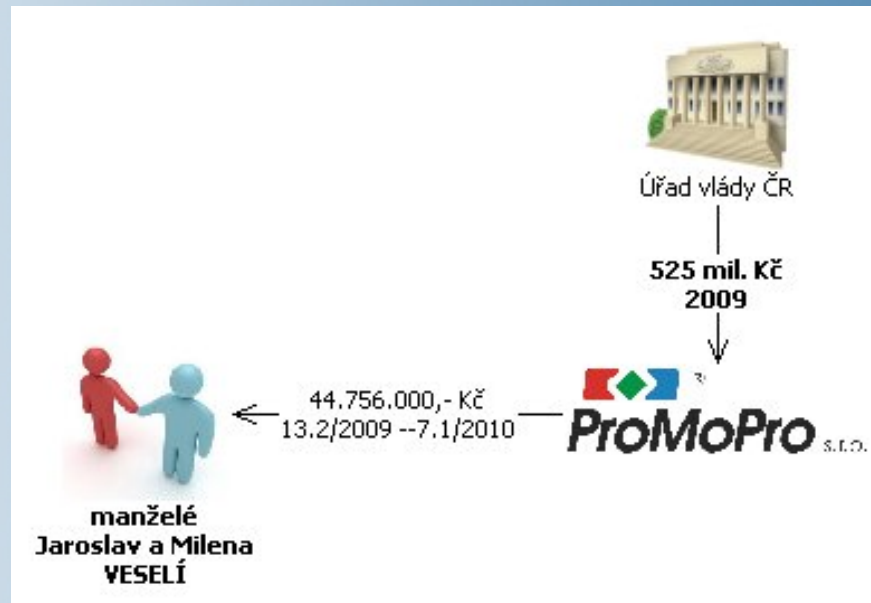 Úřad vlády ČR
525 mil. Kč
2009
44.756.000,- Kč
13.2/2009 --7.1/2010
ProMoPro s.r.o.
manželé
Jaroslav a Milena
VESELÍ